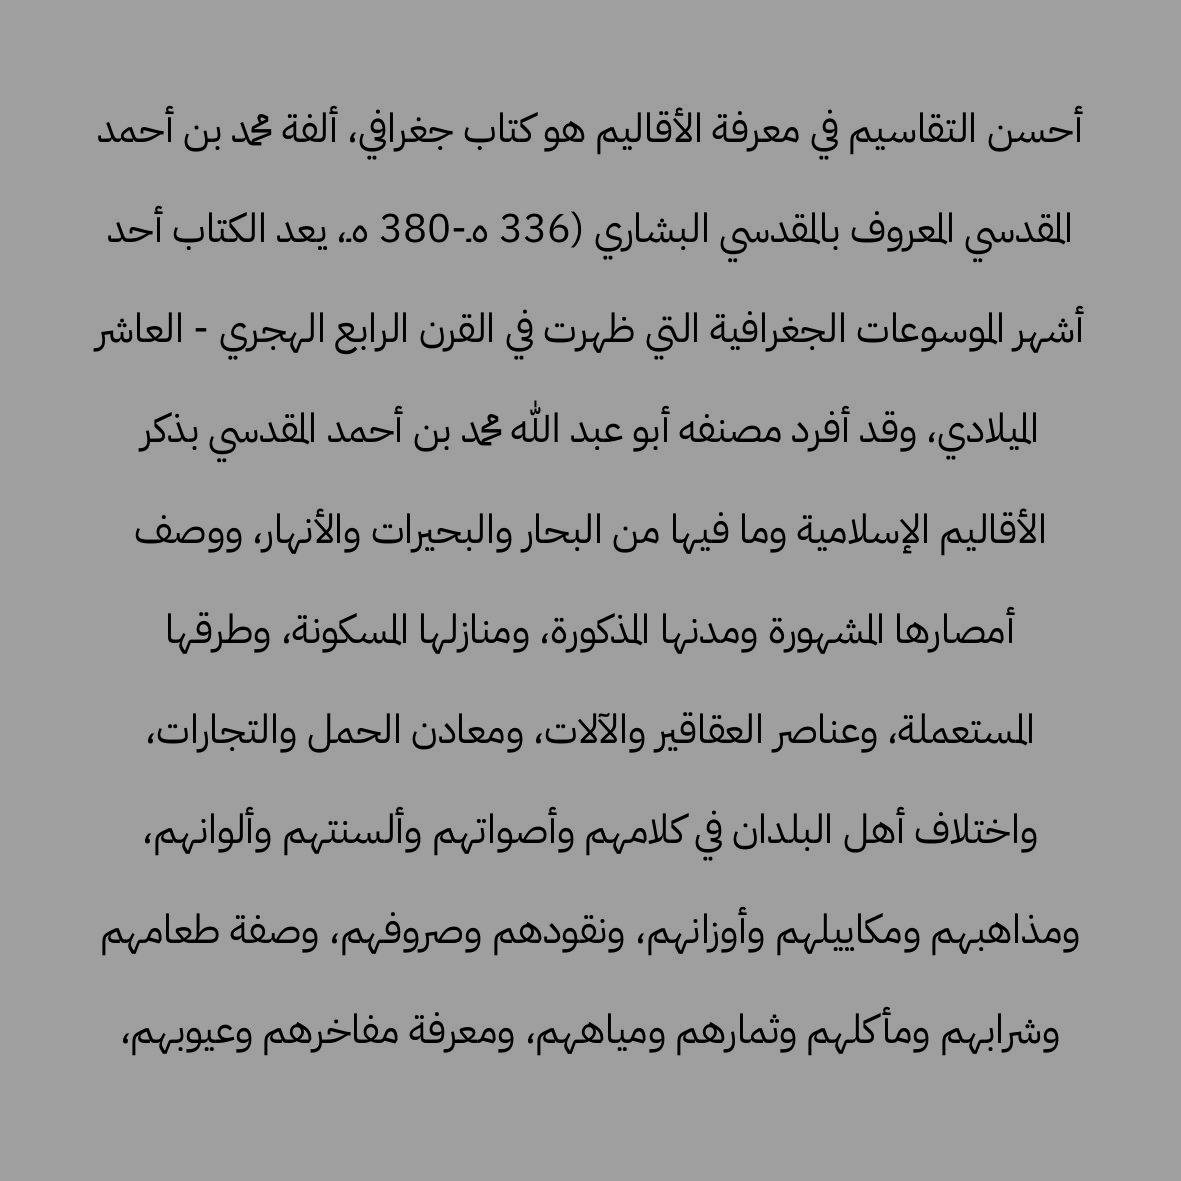 أحسن التقاسيم في معرفة الأقاليم هو كتاب جغرافي، ألفة محمد بن أحمد
المقدسي المعروف بالمقدسي البشاري (336 هـ-380 هـ، يعد الكتاب أحد
أشهر الموسوعات الجغرافية التي ظهرت في القرن الرابع الهجري - العاشر
الميلادي، وقد أفرد مصنفه أبو عبد الله محمد بن أحمد المقدسي بذكر
الأقاليم الإسلامية وما فيها من البحار والبحيرات والأنهار، ووصف
أمصارها المشهورة ومدنها المذكورة، ومنازلها المسكونة، وطرقها
المستعملة، وعناصر العقاقير والآلات، ومعادن الحمل والتجارات،
واختلاف أهل البلدان في كلامهم وأصواتهم وألسنتهم وألوانهم،
ومذاهبهم ومكاييلهم وأوزانهم، ونقودهم وصروفهم، وصفة طعامهم
وشرابهم ومأكلهم وثمارهم ومياههم، ومعرفة مفاخرهم وعيوبهم،